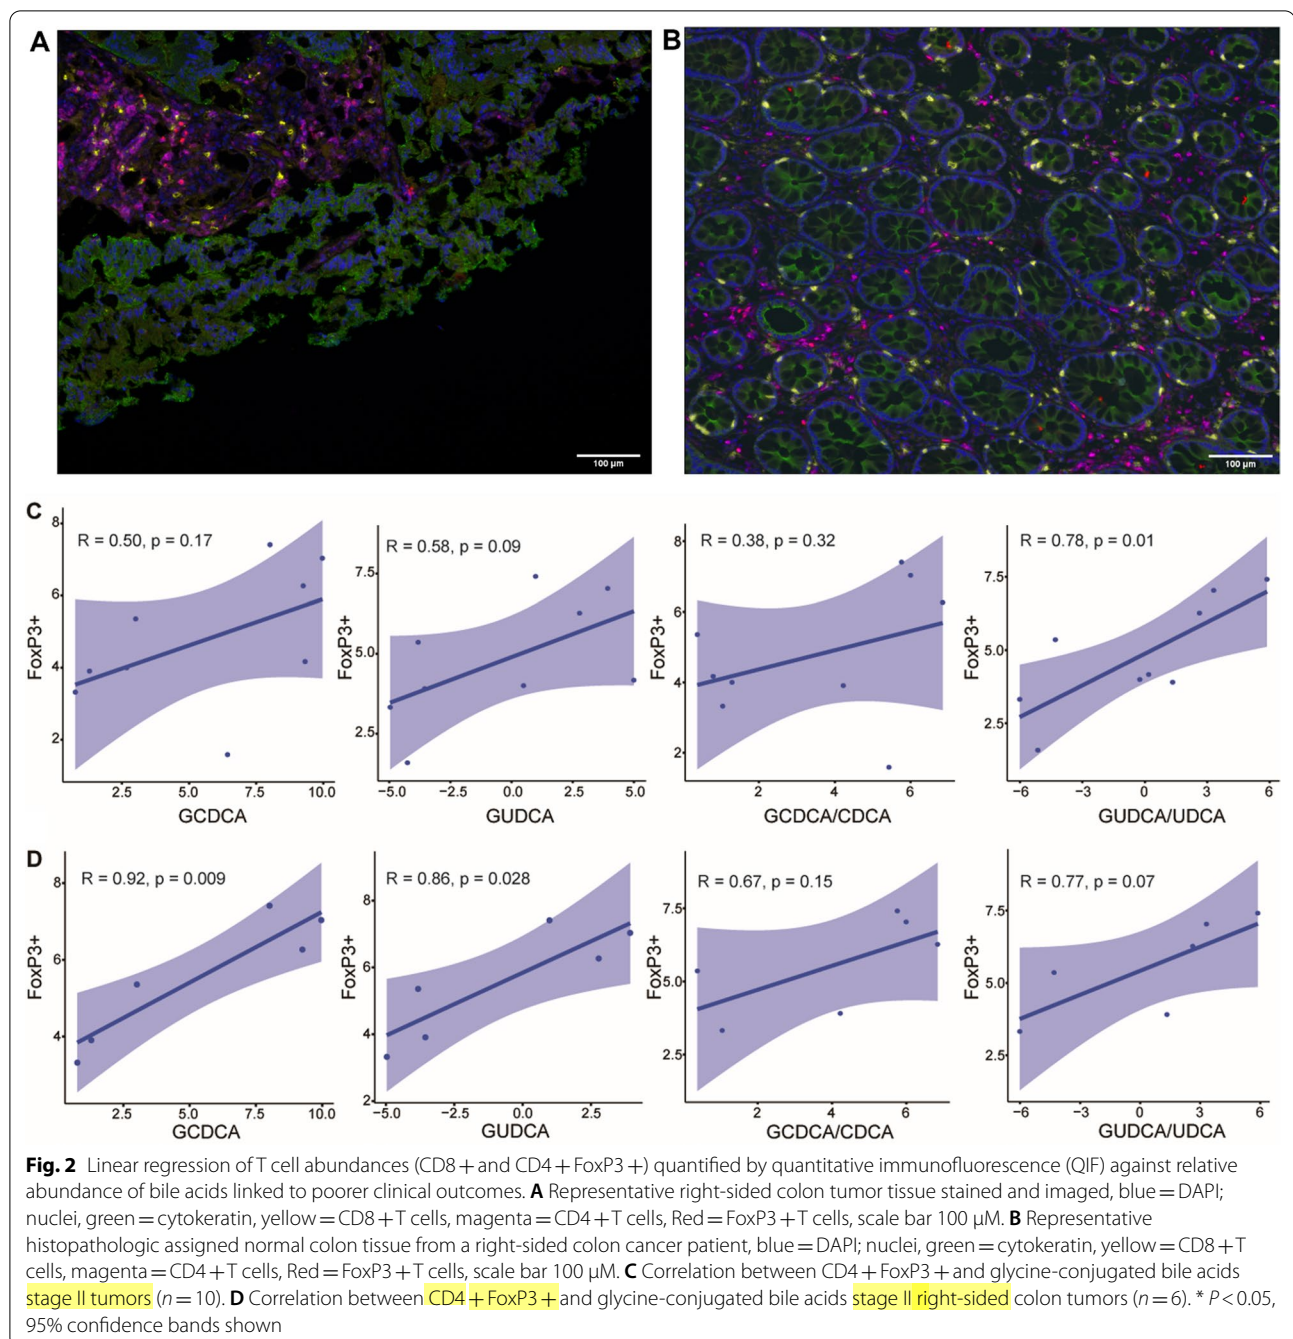 A
B
100 µm
100 µm
C
R = 0.50, p = 0.17
FoxP3+
8
6
4
2
2.5
5.0
7.5
10.0
GCDCA
R = 0.58, p = 0.09
FoxP3+
7.5
5.0
2.5
−5.0
−2.5
0.0
2.5
5.0
GUDCA
R = 0.38, p = 0.32
FoxP3+
8
6
4
2
2
4
6
GCDCA/CDCA
R = 0.78, p = 0.01
FoxP3+
7.5
5.0
2.5
−6
−3
0
3
6
GUDCA/UDCA
D
R = 0.92, p = 0.009
FoxP3+
8
6
4
2.5
5.0
7.5
10.0
GCDCA
R = 0.86, p = 0.028
FoxP3+
8
6
4
2
−5.0
−2.5
0.0
2.5
GUDCA
R = 0.67, p = 0.15
FoxP3+
7.5
5.0
2.5
2
4
6
GCDCA/CDCA
R = 0.77, p = 0.07
FoxP3+
7.5
5.0
2.5
−6
−3
0
3
6
GUDCA/UDCA
Fig. 2 Linear regression of T cell abundances (CD8 + and CD4 + FoxP3 +) quantified by quantitative immunofluorescence (QIF) against relative
abundance of bile acids linked to poorer clinical outcomes. A Representative right-sided colon tumor tissue stained and imaged, blue = DAPI;
nuclei, green = cytokeratin, yellow = CD8 + T cells, magenta = CD4 + T cells, Red = FoxP3 + T cells, scale bar 100 µM. B Representative
histopathologic assigned normal colon tissue from a right-sided colon cancer patient, blue = DAPI; nuclei, green = cytokeratin, yellow = CD8 + T
cells, magenta = CD4 + T cells, Red = FoxP3 + T cells, scale bar 100 µM. C Correlation between CD4 + FoxP3 + and glycine-conjugated bile acids
stage II tumors (n = 10). D Correlation between CD4 + FoxP3 + and glycine-conjugated bile acids stage II right-sided colon tumors (n = 6). * P < 0.05,
95% confidence bands shown